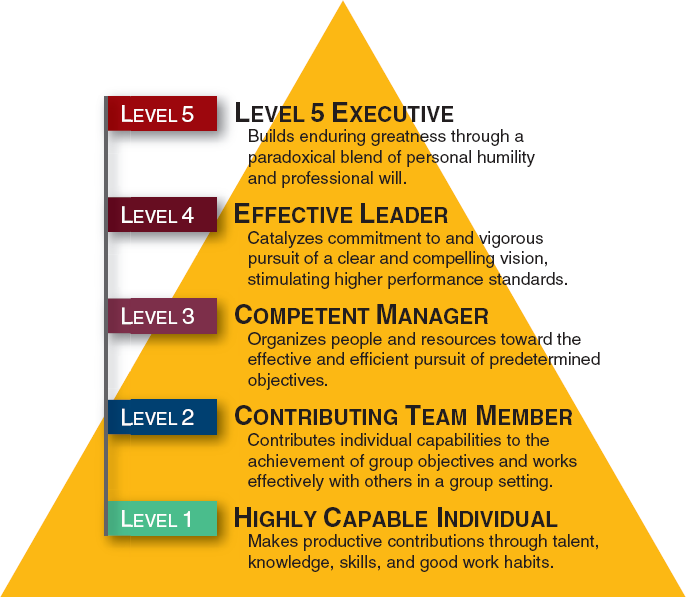 LEVEL 5
LEVEL 5 EXECUTIVE
Builds enduring greatness through a
paradoxical blend of personal humility
and professional will.
LEVEL 4
EFFECTIVE LEADER
Catalyzes commitment to and vigorous
pursuit of a clear and compelling vision,
stimulating higher performance standards.
LEVEL 3
COMPETENT MANAGER
Organizes people and resources toward the
effective and efficient pursuit of predetermined
objectives.
LEVEL 2
CONTRIBUTING TEAM MEMBER
Contributes individual capabilities to the
achievement of group objectives and works
effectively with others in a group setting.
LEVEL 1
HIGHLY CAPABLE INDIVIDUAL
Makes productive contributions through talent,
knowledge, skills, and good work habits.